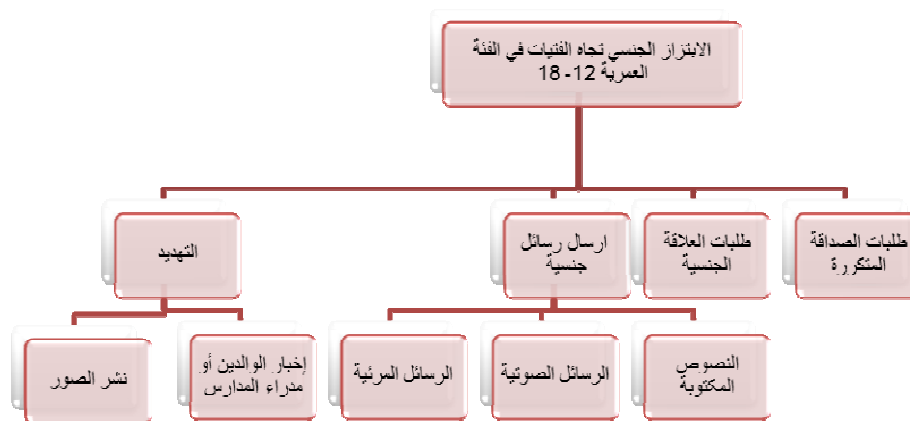 الابتزاز الجنسي تجاه الفتيات في الفئة
العمرية 12- 18
طلبات الصداقة
المتكررة
طلبات العلاقة
الجنسية
ارسال رسائل
جنسية
التهديد
النصوص
المكتوبة
الرسائل الصوتية
الرسائل المرئية
إخبار الوالدين أو
مدراء المدارس
نشر الصور